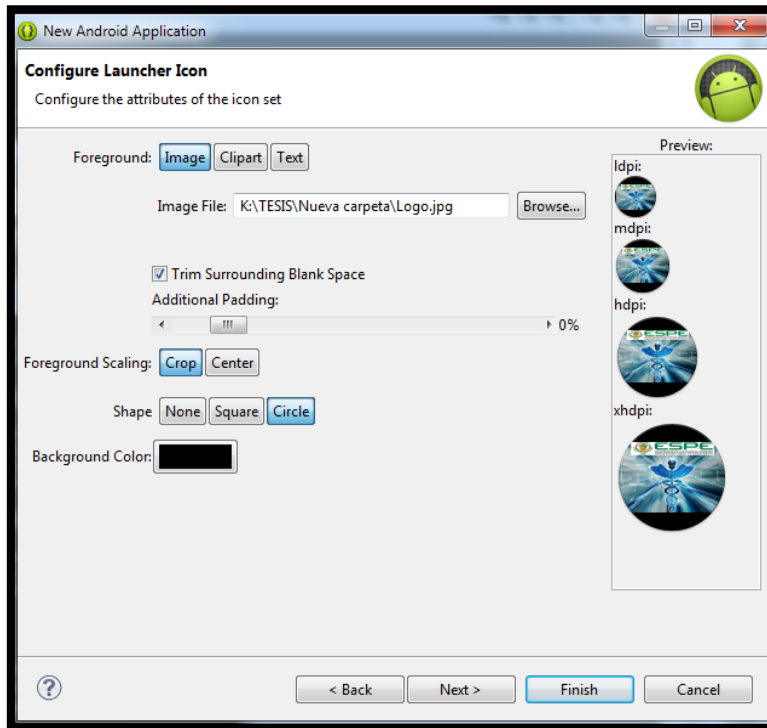 New Android Application
Configure Launcher Icon
Configure the attributes of the icon set
Foreground: Image Clipart Text
Image File: K:\TESIS\Nueva carpeta\Logo.jpg Browse...
Trim Surrounding Blank Space
Additional Padding:
0%
Foreground Scaling: Crop Center
Shape None Square Circle
Background Color:
Preview:
ldpi:
mdpi:
hdpi:
ESPE
xhdpi:
ESPE
< Back Next > Finish Cancel